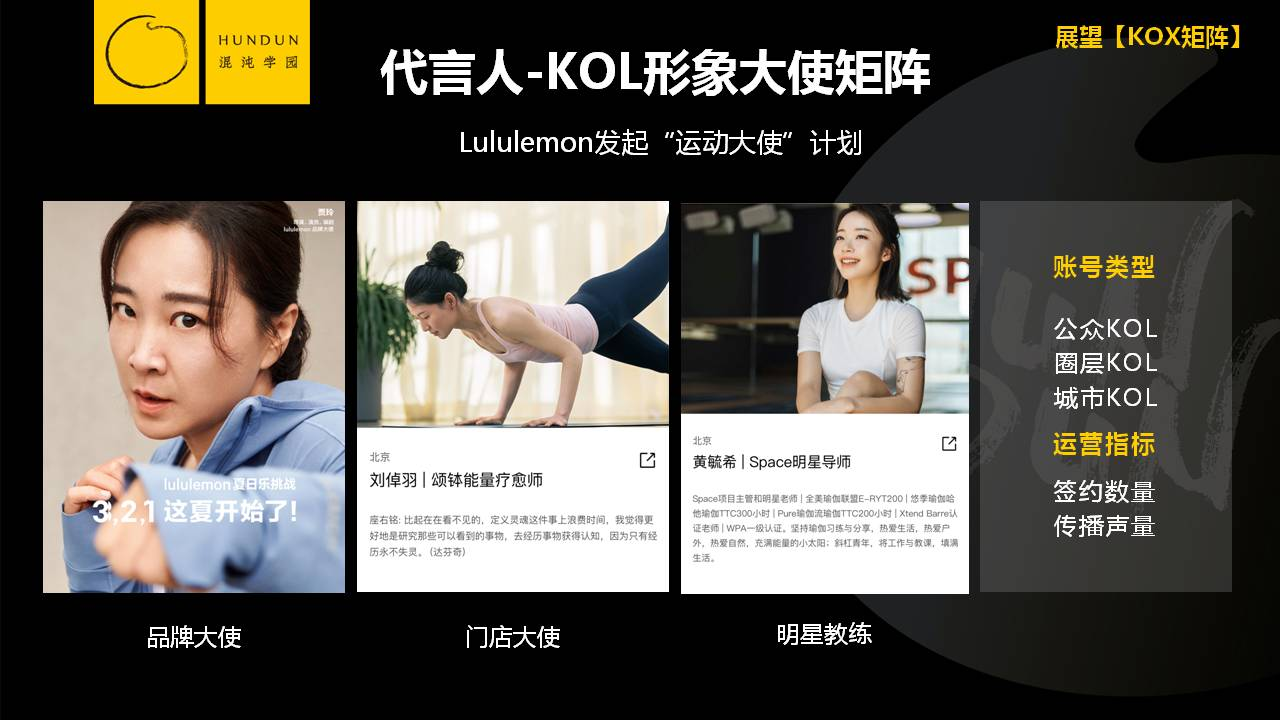 HUNDUN
混沌学园
展望【KOX矩阵】
代言人-KOL形象大使矩阵
Lululemon发起“运动大使”计划
贾玲
导演、演员、编剧
lululemon 品牌大使
lululemon 夏日乐挑战
3,2,1 这夏开始了!
品牌大使
北京
刘倬羽 | 颂钵能量疗愈师
座右铭: 比起在在看不见的，定义灵魂这件事上浪费时间，我觉得更
好地是研究那些可以看到的事物，去经历事物获得认知，因为只有经
历永不失灵。 (达芬奇)
门店大使
SP
北京
黄毓希 | Space明星导师
Space项目主管和明星老师 | 全美瑜伽联盟E-RYT200 | 悠季瑜伽哈
他瑜伽TTC300小时 | Pure瑜伽流瑜伽TTC200小时 | Xtend Barre认
证老师 | WPA一级认证。坚持瑜伽习练与分享，热爱生活，热爱户
外，热爱自然，充满能量的小太阳；斜杠青年，将工作与教课，填满
生活。
明星教练
账号类型
公众KOL
圈层KOL
城市KOL
运营指标
签约数量
传播声量